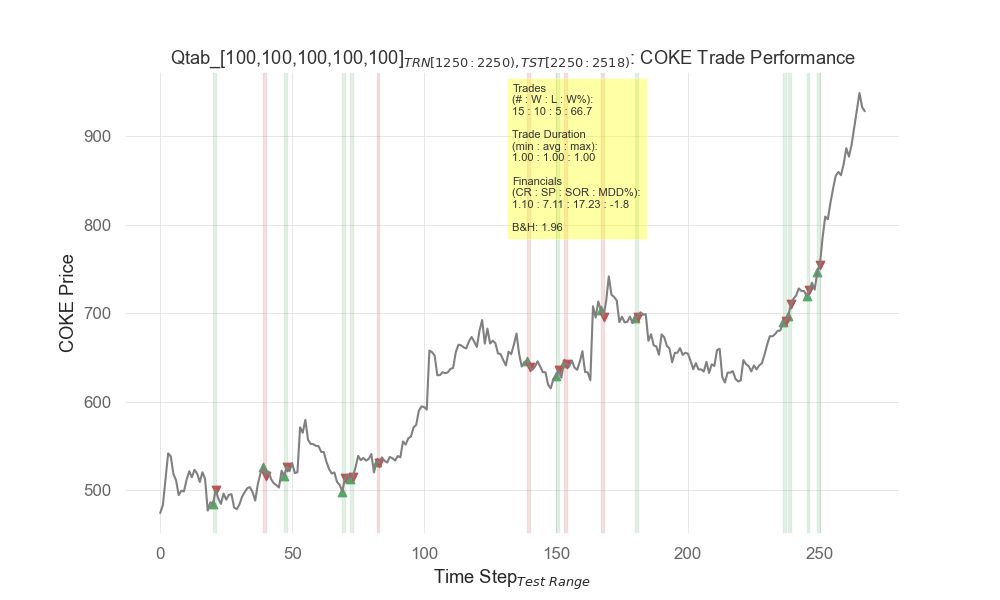 Qtab_[100,100,100,100,100]TRN[1250:2250),TST[2250:2518): COKE Trade Performance
Trades
(# : W : L : W%):
15 : 10 : 5 : 66.7
Trade Duration
(min : avg : max):
1.00 : 1.00 : 1.00
Financials
(CR : SP : SOR : MDD%):
1.10 : 7.11 : 17.23 : -1.8
B&H: 1.96
COKE Price
900
800
700
600
500
0 50 100 150 200 250
Time Step Test Range